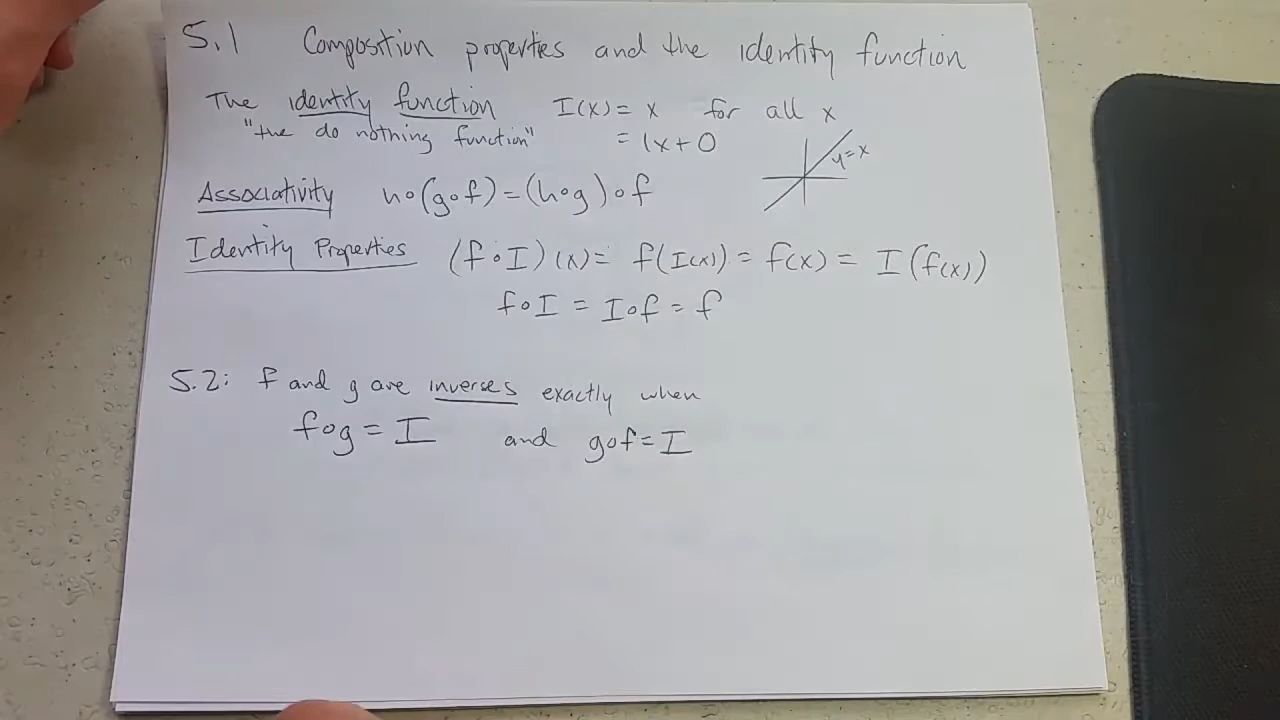 5.1 Composition properties and the identity function
The identity function I(x) = x for all x
"the do nothing function" = 1x+0
y=x
Associativity h∘(g∘f) = (h∘g)∘f
Identity Properties (f∘I)(x) = f(I(x)) = f(x) = I(f(x))
f∘I = I∘f = f
5.2: f and g are inverses exactly when
f∘g = I and g∘f = I